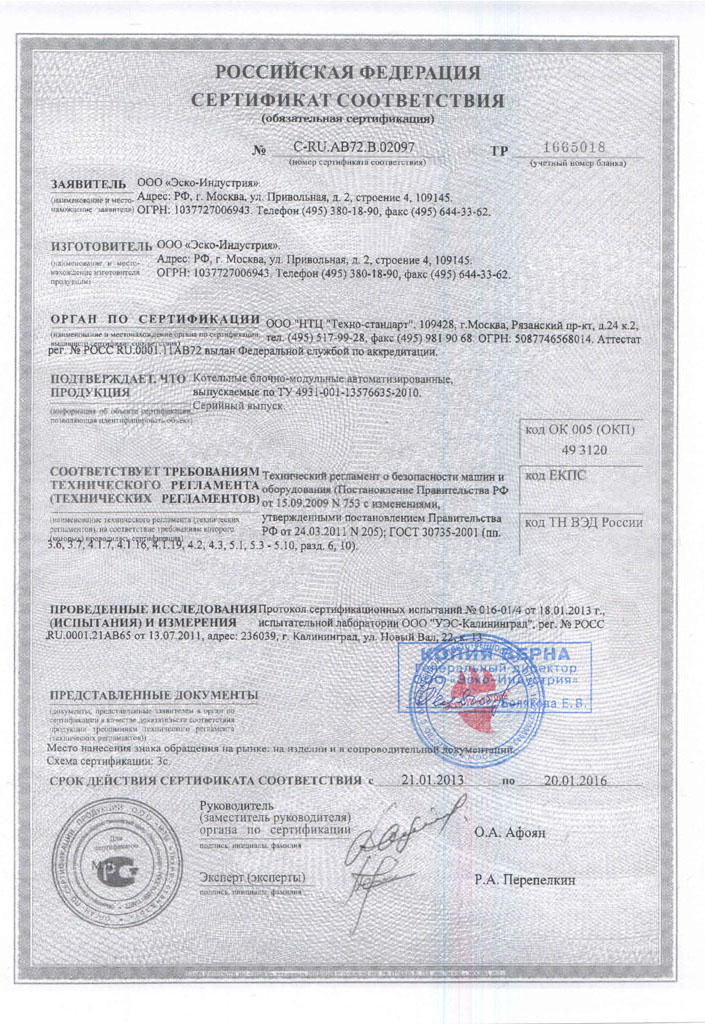 РОССИЙСКАЯ ФЕДЕРАЦИЯ
СЕРТИФИКАТ СООТВЕТСТВИЯ
(обязательная сертификация)
№ C-RU.АВ72.В.02097 ТР 1665018
(номер сертификата соответствия) (учетный номер бланка)
ЗАЯВИТЕЛЬ ООО «Эско-Индустрия».
(наименование и место- Адрес: РФ, г. Москва, ул. Привольная, д. 2, строение 4, 109145.
нахождение заявителя) ОГРН: 1037727006943. Телефон (495) 380-18-90, факс (495) 644-33-62.
ИЗГОТОВИТЕЛЬ ООО «Эско-Индустрия».
(наименование и место- Адрес: РФ, г. Москва, ул. Привольная, д. 2, строение 4, 109145.
нахождение изготовителя ОГРН: 1037727006943. Телефон (495) 380-18-90, факс (495) 644-33-62.
продукции)
ОРГАН ПО СЕРТИФИКАЦИИ ООО "НТЦ "Техно-стандарт", 109428, г.Москва, Рязанский пр-кт, д.24 к.2,
(наименование и местонахождение органа по сертификации, тел. (495) 517-99-28, факс (495) 981 90 68. ОГРН: 5087746568014. Аттестат
рег. № РОСС RU.0001.11АВ72 выдан Федеральной службой по аккредитации.
ПОДТВЕРЖДАЕТ, ЧТО Котельные блочно-модульные автоматизированные,
ПРОДУКЦИЯ выпускаемые по ТУ 4931-001-13576635-2010.
(информация об объекте сертификации, Серийный выпуск.
позволяющая идентифицировать объект)
код ОК 005 (ОКП)
49 3120
СООТВЕТСТВУЕТ ТРЕБОВАНИЯМ Технический регламент о безопасности машин и
ТЕХНИЧЕСКОГО РЕГЛАМЕНТА оборудования (Постановление Правительства РФ
(ТЕХНИЧЕСКИХ РЕГЛАМЕНТОВ) от 15.09.2009 N 753 с изменениями,
(наименование технического регламента (технических утвержденными постановлением Правительства
регламентов), на соответствие требованиям которого РФ от 24.03.2011 N 205); ГОСТ 30735-2001 (пп.
(которых) проводилась сертификация)
3.6, 3.7, 4.1.7, 4.1.16, 4.1.19, 4.2, 4.3, 5.1, 5.3 - 5.10, разд. 6, 10).
код ЕКПС
код ТН ВЭД России
ПРОВЕДЕННЫЕ ИССЛЕДОВАНИЯ Протокол сертификационных испытаний № 016-01/4 от 18.01.2013 г.,
(ИСПЫТАНИЯ) И ИЗМЕРЕНИЯ испытательной лаборатории ООО "УЭС-Калининград", рег. № РОСС
RU.0001.21АВ65 от 13.07.2011, адрес: 236039, г. Калининград, ул. Новый Вал, 22, к. 13
КОПИЯ ВЕРНА
Генеральный директор
ООО «Эско-Индустрия»
Болякова Е.В.
ПРЕДСТАВЛЕННЫЕ ДОКУМЕНТЫ
(документы, представленные заявителем в орган по
сертификации в качестве доказательств соответствия
продукции требованиям технического регламента
(технических регламентов))
Место нанесения знака обращения на рынке: на изделии и в сопроводительной документации.
Схема сертификации: 3с.
СРОК ДЕЙСТВИЯ СЕРТИФИКАТА СООТВЕТСТВИЯ с 21.01.2013 по 20.01.2016
Руководитель
(заместитель руководителя)
органа по сертификации О.А. Афоян
подпись, инициалы, фамилия
Эксперт (эксперты) Р.А. Перепелкин
подпись, инициалы, фамилия
Для
сертификатов